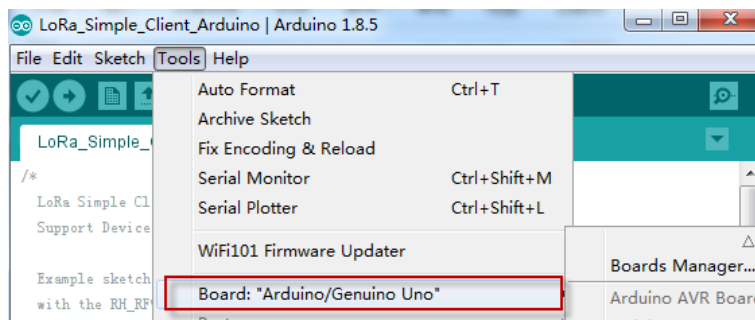 LoRa_Simple_Client_Arduino | Arduino 1.8.5
File Edit Sketch Tools Help
Auto Format Ctrl+T
Archive Sketch
LoRa_Simple_
Fix Encoding & Reload
/*
Serial Monitor Ctrl+Shift+M
LoRa Simple Cl
Serial Plotter Ctrl+Shift+L
Support Device
WiFi101 Firmware Updater
Boards Manager...
Example sketch
Board: "Arduino/Genuino Uno"
with the RH_RF
Arduino AVR Boar